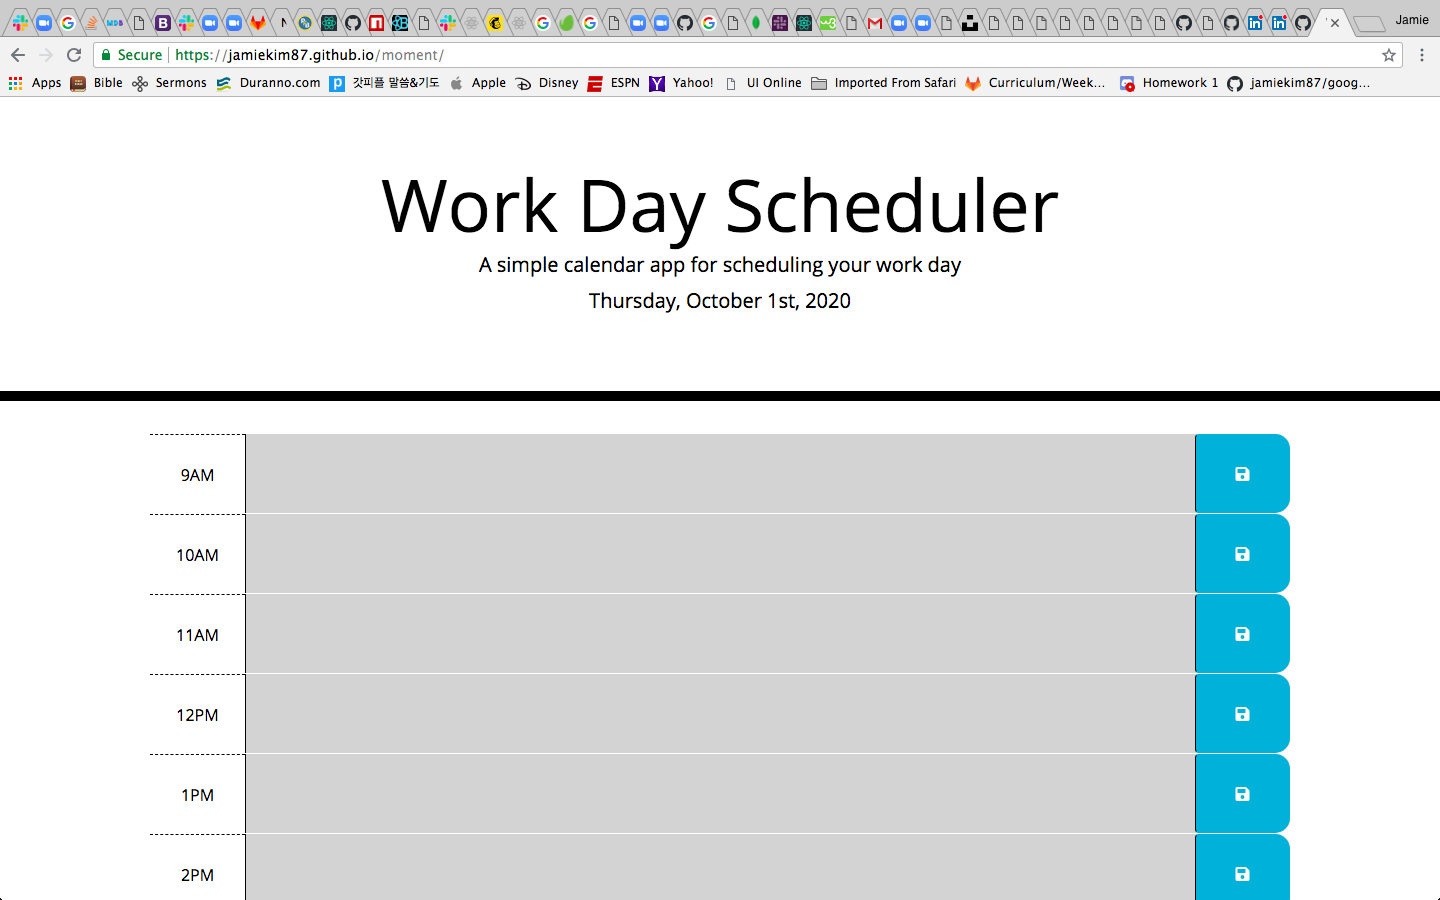 Jamie
Secure | https://jamiekim87.github.io/moment/
Apps Bible Sermons Duranno.com 갓피플 말씀&기도 Apple Disney ESPN Yahoo! UI Online Imported From Safari Curriculum/Week... Homework 1 jamiekim87/goog...
Work Day Scheduler
A simple calendar app for scheduling your work day
Thursday, October 1st, 2020
9AM
10AM
11AM
12PM
1PM
2PM